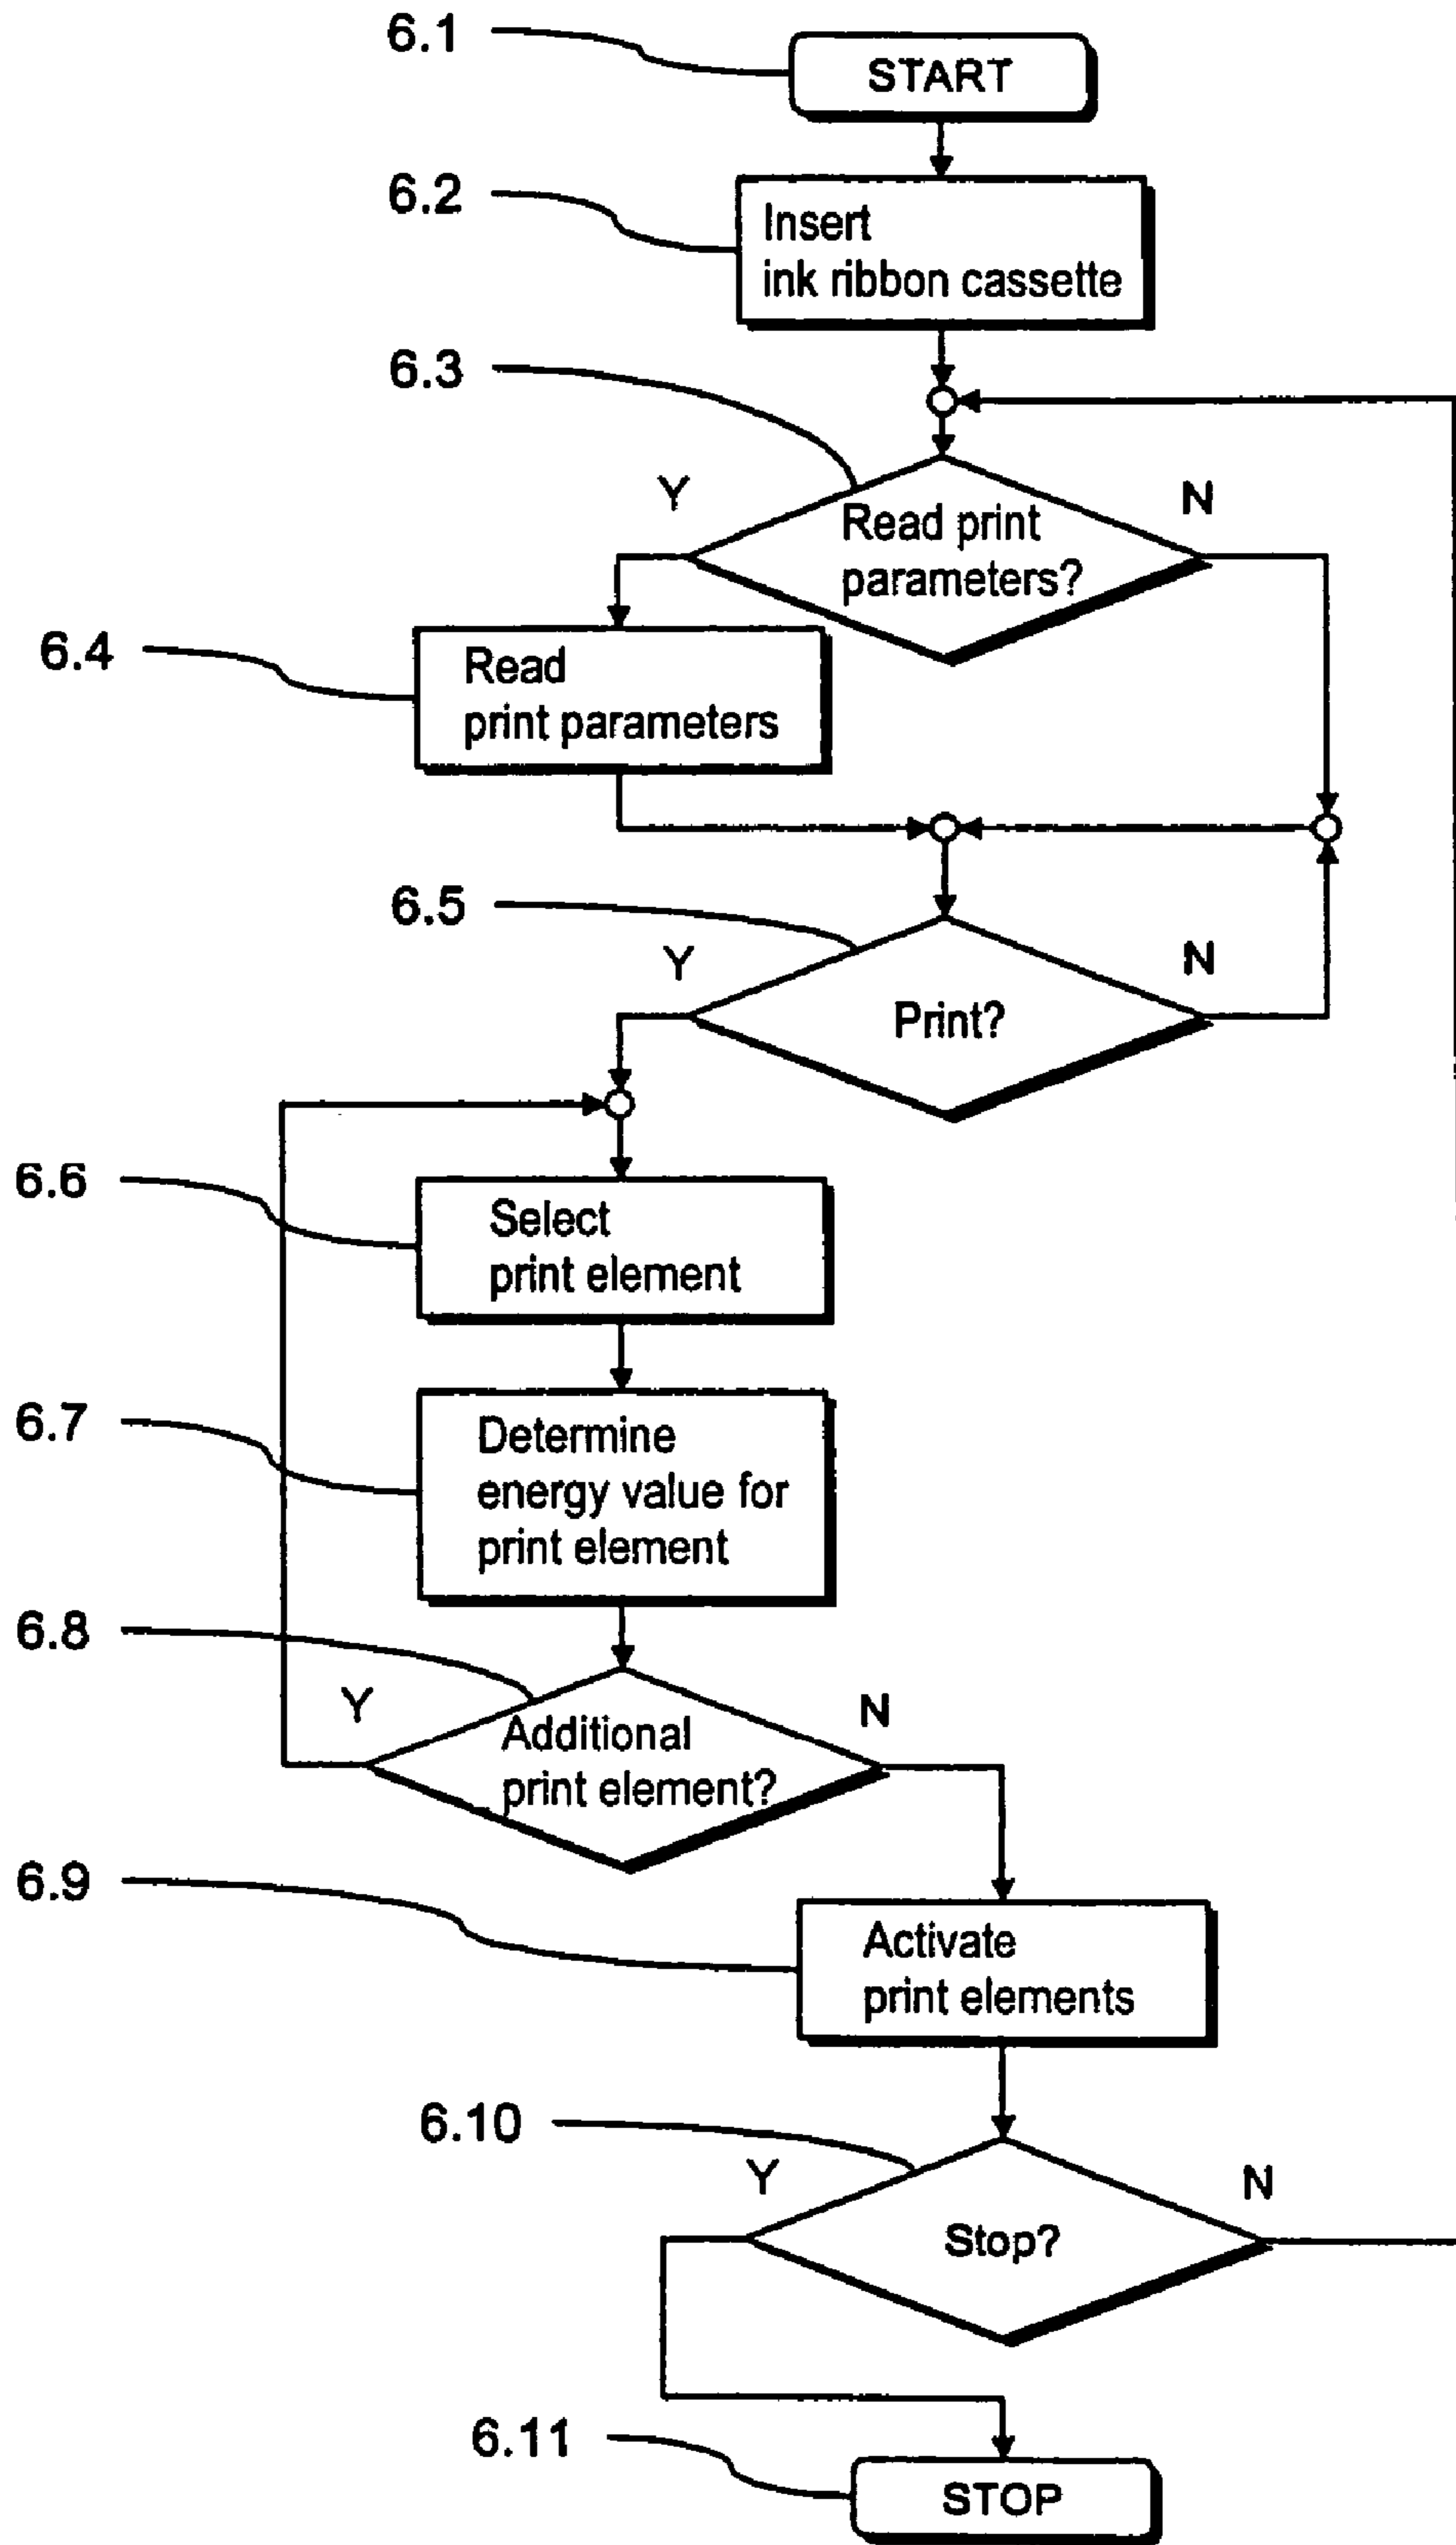 6.1
START
6.2
Insert
ink ribbon cassette
6.3
Y
N
Read print
parameters?
6.4
Read
print parameters
6.5
Y
N
Print?
6.6
Select
print element
6.7
Determine
energy value for
print element
6.8
Y
N
Additional
print element?
6.9
Activate
print elements
6.10
Y
N
Stop?
6.11
STOP